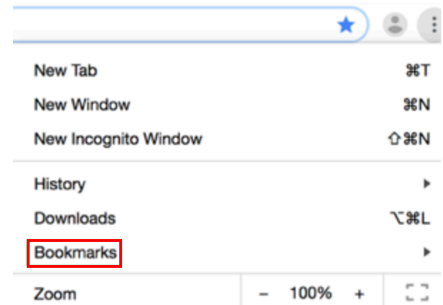 New Tab ⌘T
New Window ⌘N
New Incognito Window ⇧⌘N
History
Downloads ⌥⌘L
Bookmarks
Zoom - 100% +